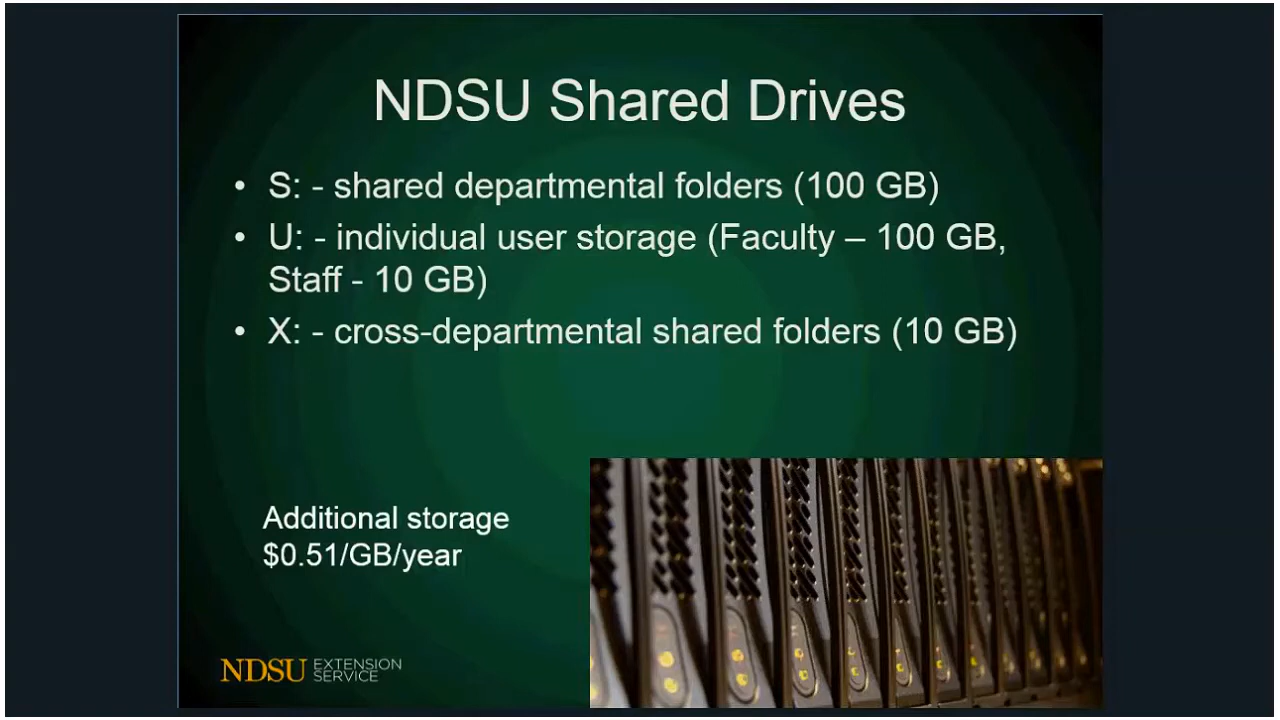 NDSU Shared Drives
• S: - shared departmental folders (100 GB)
• U: - individual user storage (Faculty – 100 GB,
Staff - 10 GB)
• X: - cross-departmental shared folders (10 GB)
Additional storage
$0.51/GB/year
NDSU EXTENSION
SERVICE